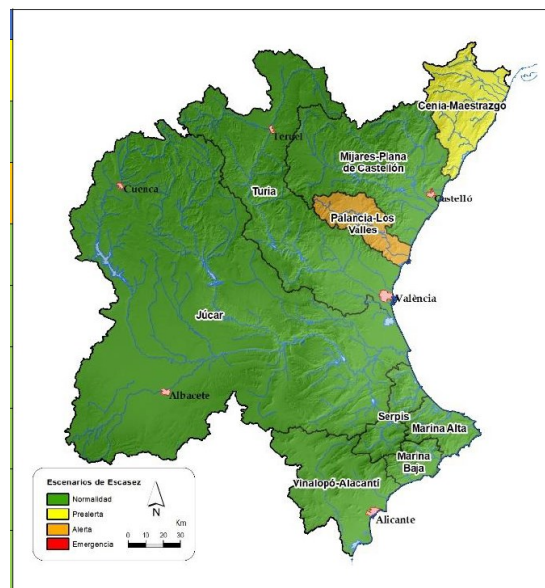 Cenia-Maestrazgo
Teruel
Mijares-Plana
de Castellón
Cuenca
Turia
Castelló
Palancia-Los
Valles
València
Júcar
Albacete
Serpis
Marina Alta
Marina
Baja
Vinalopó-Alacantí
Alicante
Escenarios de Escasez
Normalidad
Prealerta
Alerta
Emergencia
N
Km
0 10 20 30 40